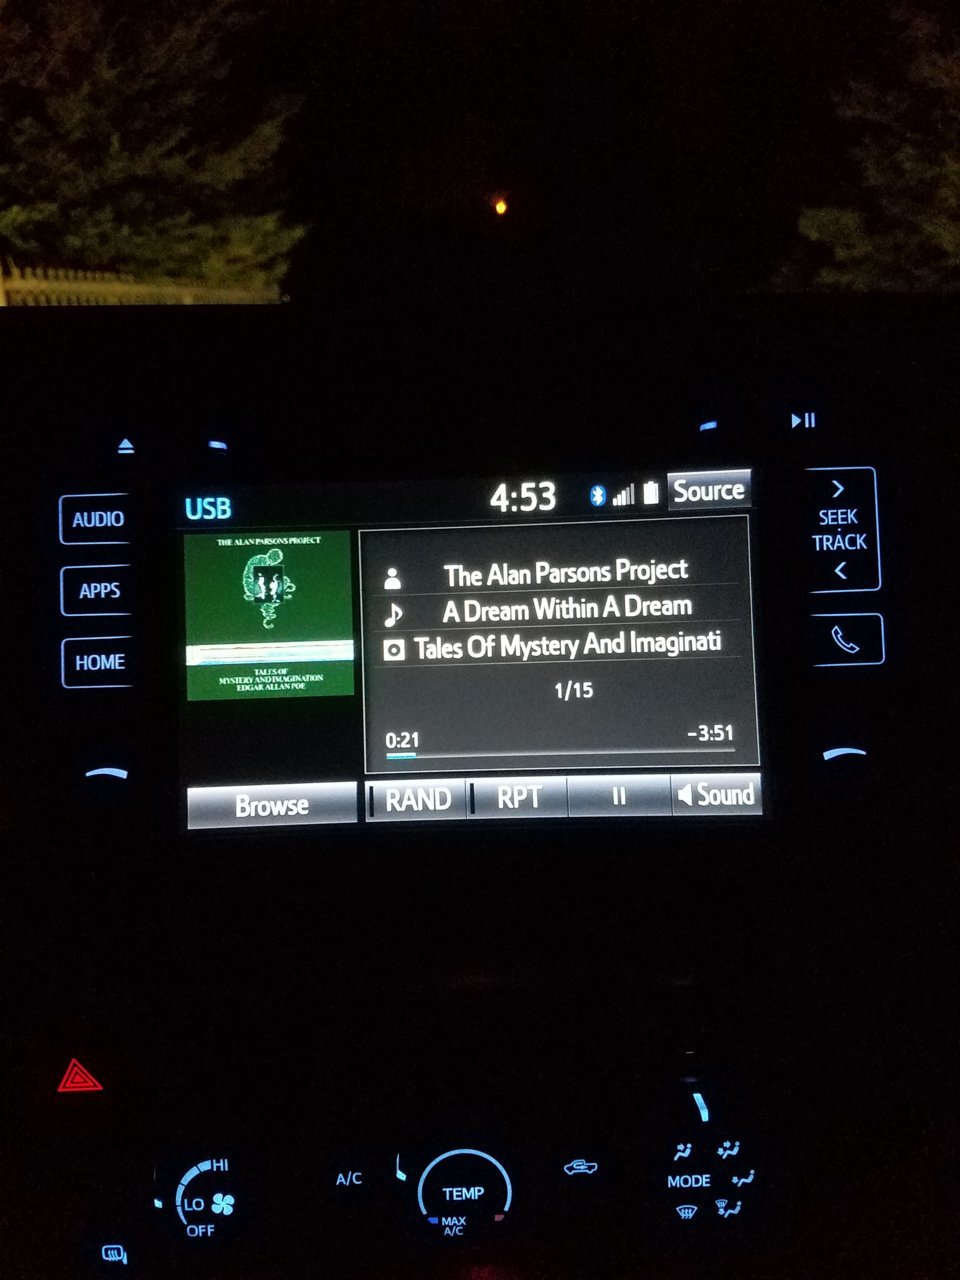 USB
4:53
Source
AUDIO
APPS
HOME
THE ALAN PARSONS PROJECT
TALES OF
MYSTERY AND IMAGINATION
EDGAR ALLAN POE
The Alan Parsons Project
A Dream Within A Dream
Tales Of Mystery And Imaginati
1/15
0:21
-3:51
Browse
RAND
RPT
Sound
SEEK
TRACK
HI
LO
OFF
A/C
TEMP
MAX
A/C
MODE